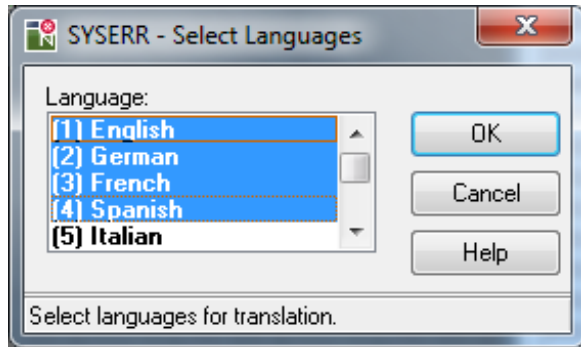 SYSERR - Select Languages
Language:
(1) English
(2) German
(3) French
(4) Spanish
(5) Italian
OK
Cancel
Help
Select languages for translation.